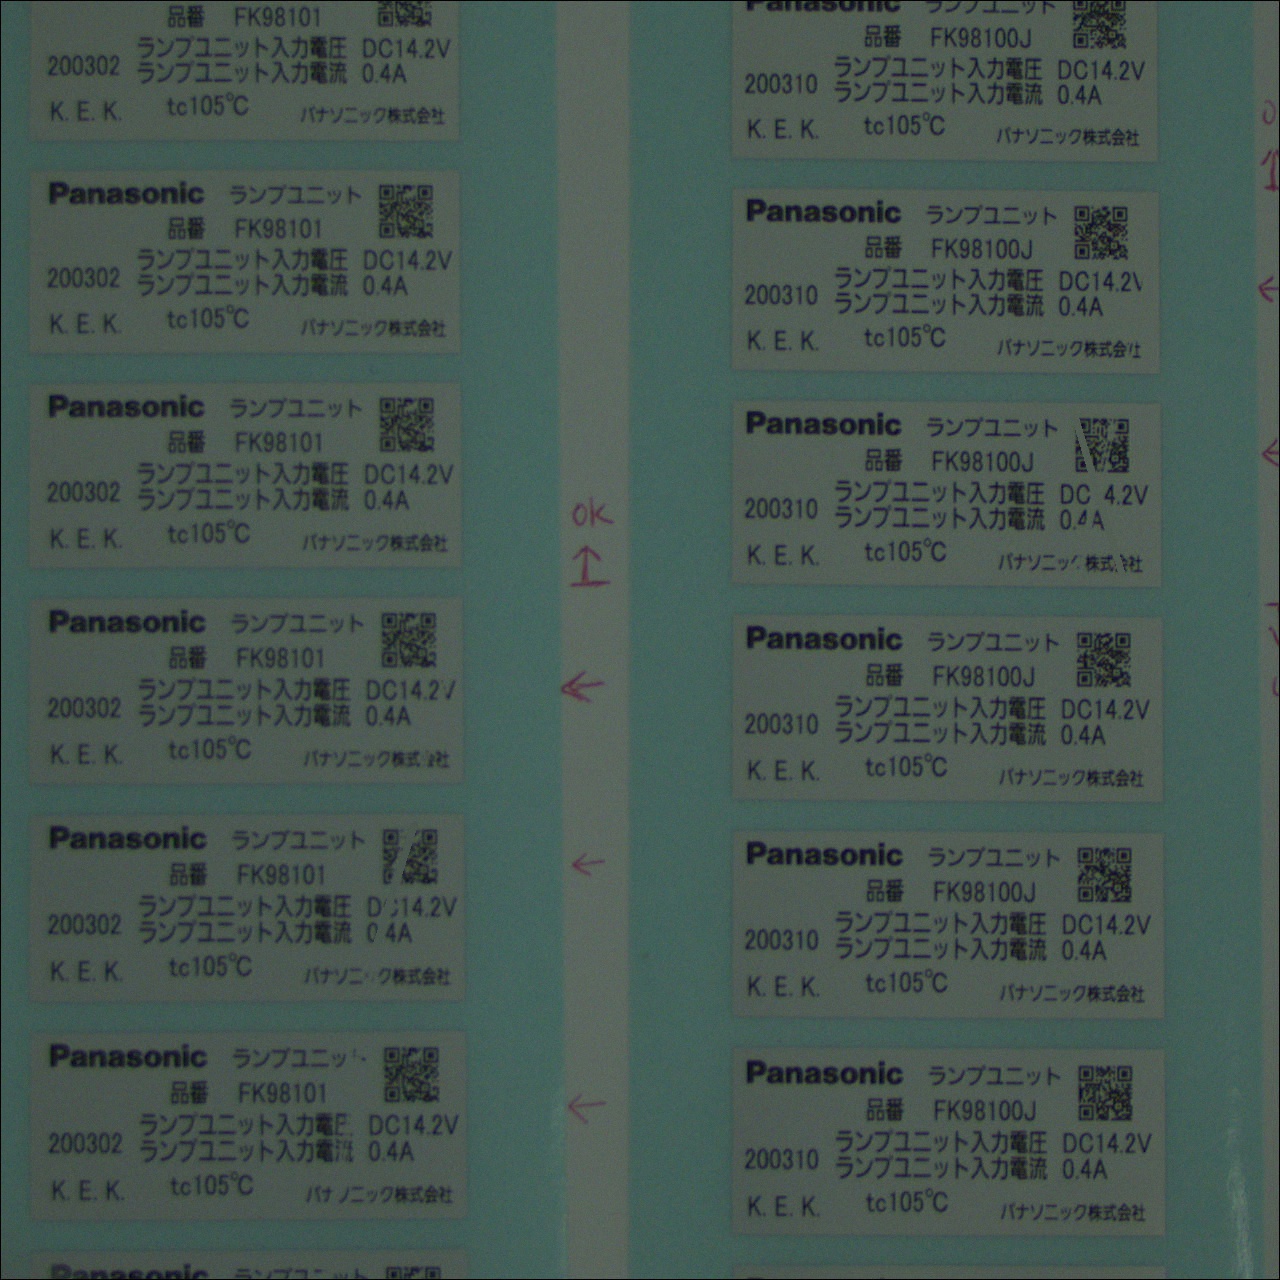 品番 FK98101
ランプユニット入力電圧 DC14.2V
200302 ランプユニット入力電流 0.4A
K. E. K. tc105℃ パナソニック株式会社
Panasonic ランプユニット
品番 FK98101
ランプユニット入力電圧 DC14.2V
200302 ランプユニット入力電流 0.4A
K. E. K. tc105℃ パナソニック株式会社
Panasonic ランプユニット
品番 FK98101
ランプユニット入力電圧 DC14.2V
200302 ランプユニット入力電流 0.4A
K. E. K. tc105℃ パナソニック株式会社
Panasonic ランプユニット
品番 FK98101
ランプユニット入力電圧 DC14.2V
200302 ランプユニット入力電流 0.4A
K. E. K. tc105℃ パナソニック株式会社
Panasonic ランプユニット
品番 FK98101
ランプユニット入力電圧 D 14.2V
200302 ランプユニット入力電流 0 4A
K. E. K. tc105℃ パナソニック株式会社
Panasonic ランプユニット
品番 FK98101
ランプユニット入力電圧 DC14.2V
200302 ランプユニット入力電流 0.4A
K. E. K. tc105℃ パナソニック株式会社
Panasonic ランプユニット
ok
Panasonic ランプユニット
品番 FK98100J
ランプユニット入力電圧 DC14.2V
200310 ランプユニット入力電流 0.4A
K. E. K. tc105℃ パナソニック株式会社
Panasonic ランプユニット
品番 FK98100J
ランプユニット入力電圧 DC14.2V
200310 ランプユニット入力電流 0.4A
K. E. K. tc105℃ パナソニック株式会社
Panasonic ランプユニット
品番 FK98100J
ランプユニット入力電圧 DC 4.2V
200310 ランプユニット入力電流 0.4A
K. E. K. tc105℃ パナソニック株式会社
Panasonic ランプユニット
品番 FK98100J
ランプユニット入力電圧 DC14.2V
200310 ランプユニット入力電流 0.4A
K. E. K. tc105℃ パナソニック株式会社
Panasonic ランプユニット
品番 FK98100J
ランプユニット入力電圧 DC14.2V
200310 ランプユニット入力電流 0.4A
K. E. K. tc105℃ パナソニック株式会社
Panasonic ランプユニット
品番 FK98100J
ランプユニット入力電圧 DC14.2V
200310 ランプユニット入力電流 0.4A
K. E. K. tc105℃ パナソニック株式会社